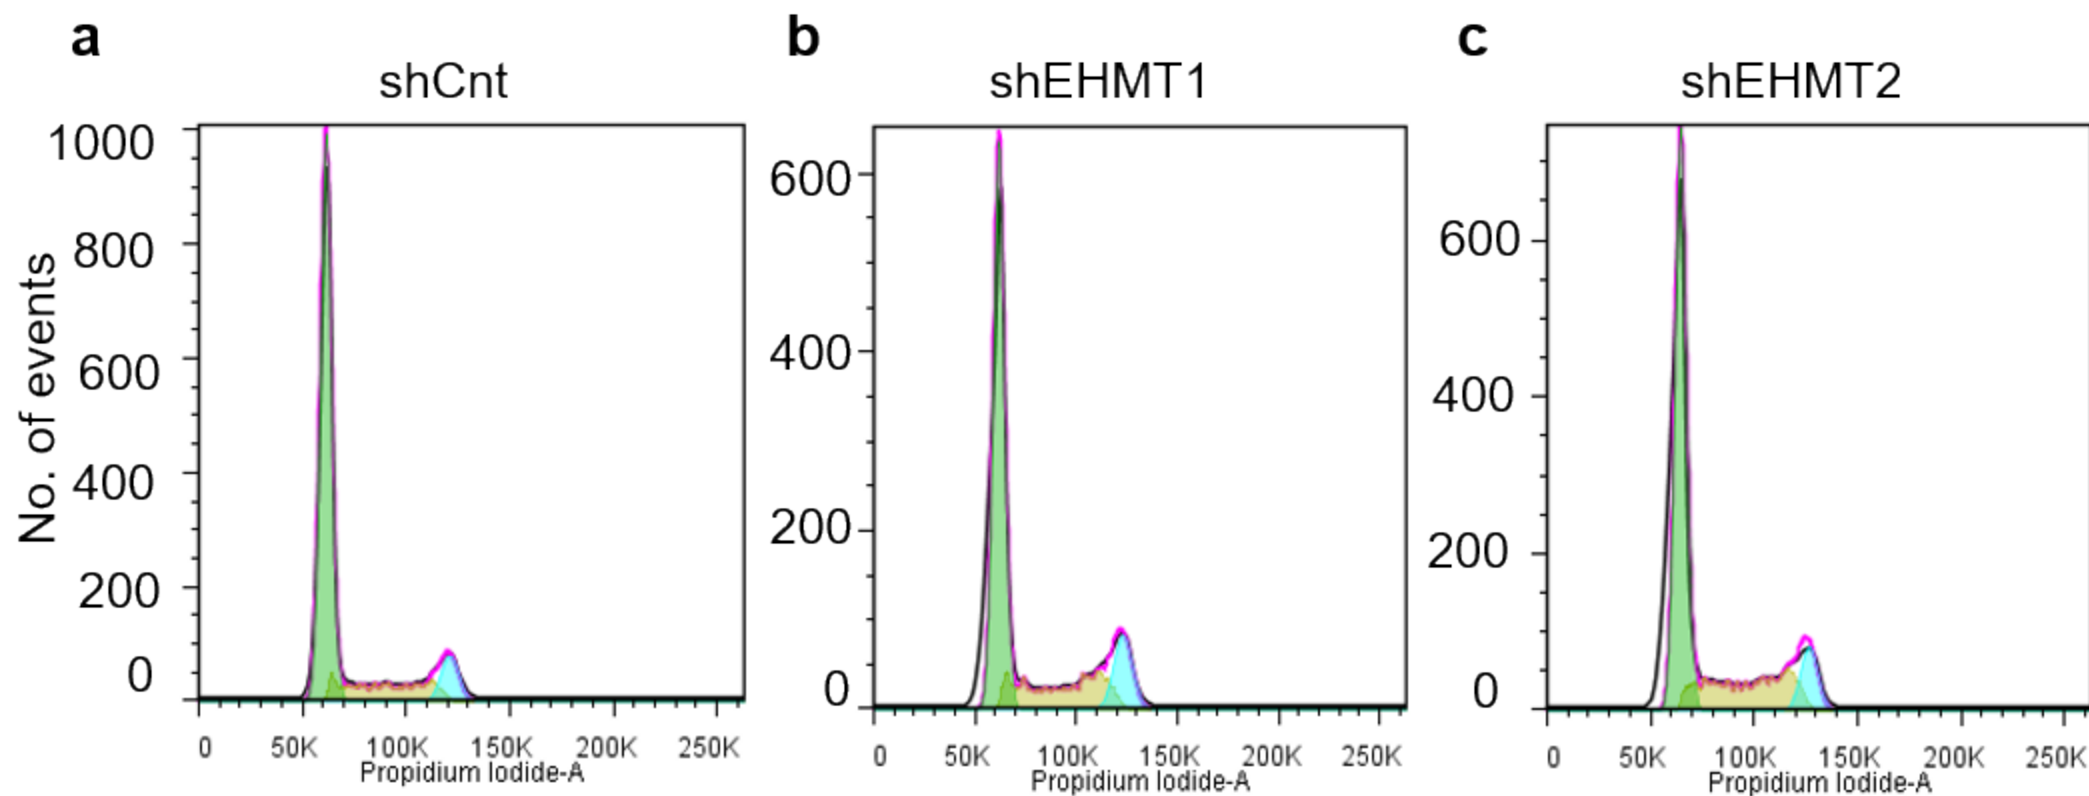 a
shCnt
No. of events
1000
800
600
400
200
0
0 50K 100K 150K 200K 250K
Propidium Iodide-A
b
shEHMT1
600
400
200
0
0 50K 100K 150K 200K 250K
Propidium Iodide-A
c
shEHMT2
600
400
200
0
0 50K 100K 150K 200K 250K
Propidium Iodide-A